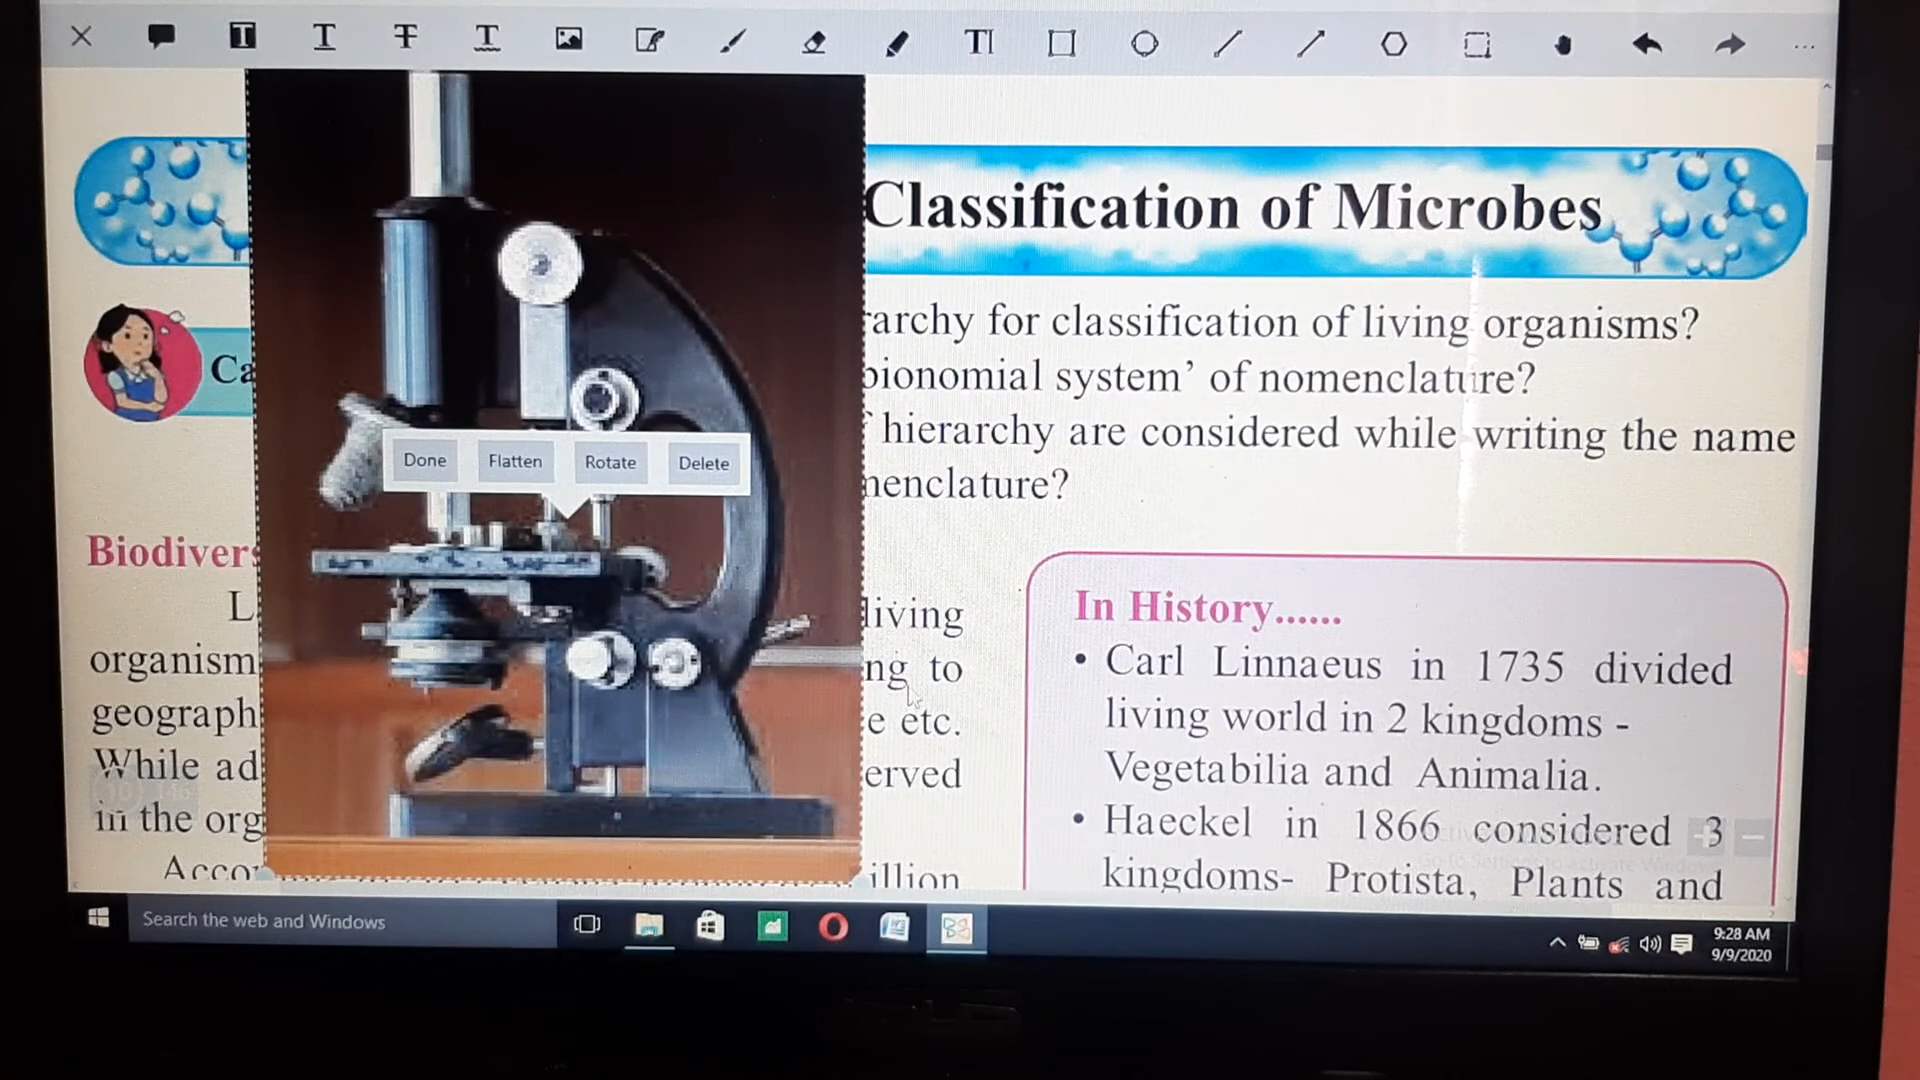 Classification of Microbes
Ca
archy for classification of living organisms?
bionomial system’ of nomenclature?
hierarchy are considered while writing the name
nenclature?
Done Flatten Rotate Delete
Biodivers
L
living
organism
ng to
geograph
e etc.
While ad
erved
in the org
Accor
illion
In History......
• Carl Linnaeus in 1735 divided
living world in 2 kingdoms -
Vegetabilia and Animalia.
• Haeckel in 1866 considered 3
kingdoms- Protista, Plants and
Search the web and Windows
9:28 AM
9/9/2020